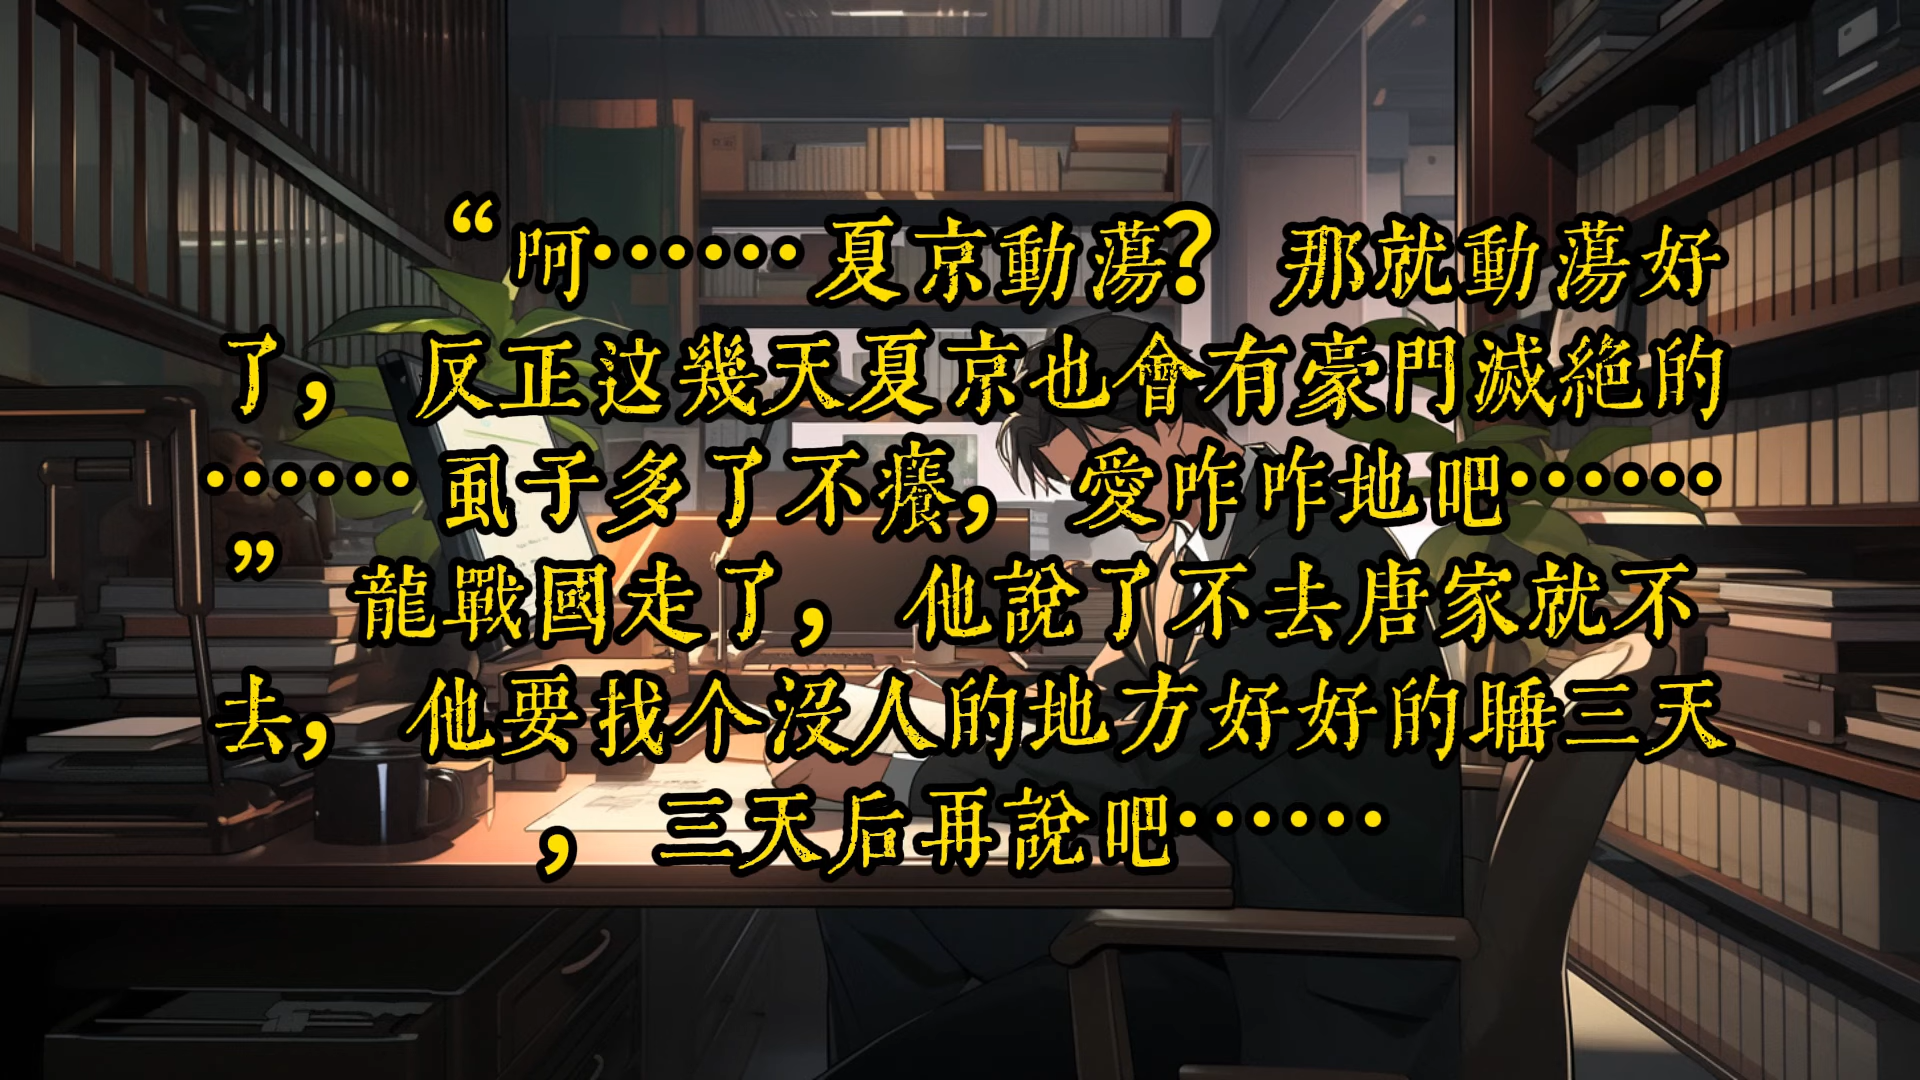 “呵……夏京動蕩？那就動蕩好
了，反正这幾天夏京也會有豪門滅絶的
……虱子多了不癢，愛咋咋地吧……
”龍戰國走了，他說了不去唐家就不
去，他要找个沒人的地方好好的睡三天
，三天后再說吧……